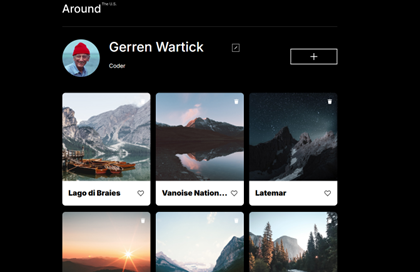 Around The U.S.
Gerren Wartick
Coder
Lago di Braies
Vanoise Nation...
Latemar